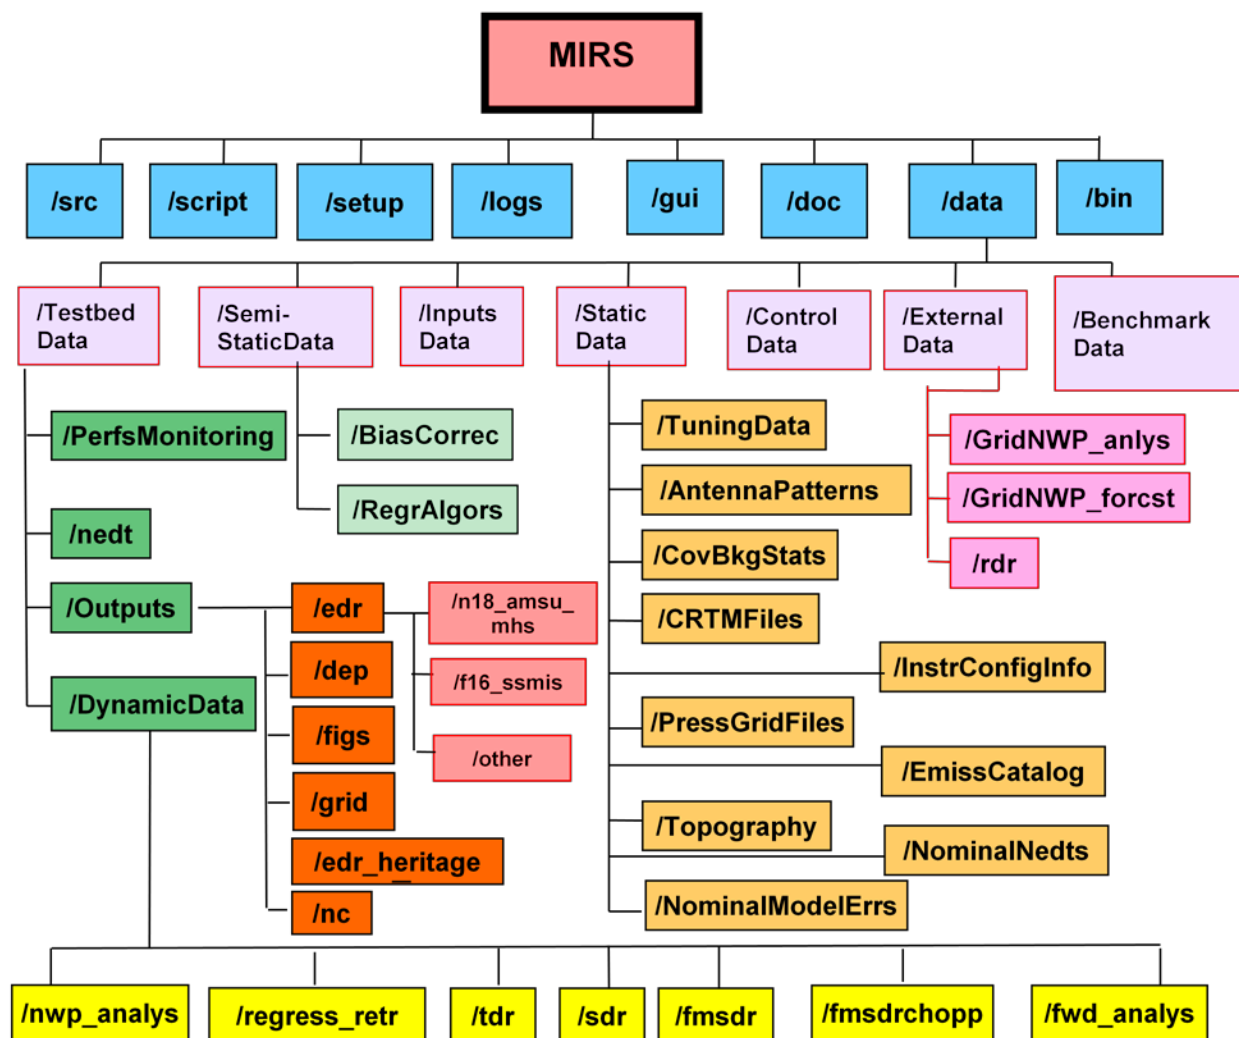 MIRS
/src
/script
/setup
/logs
/gui
/doc
/data
/bin
/Testbed
Data
/Semi-
StaticData
/Inputs
Data
/Static
Data
/Control
Data
/External
Data
/Benchmark
Data
/PerfsMonitoring
/nedt
/Outputs
/DynamicData
/BiasCorrec
/RegrAlgors
/edr
/dep
/figs
/grid
/edr_heritage
/nc
/n18_amsu_
mhs
/f16_ssmis
/other
/TuningData
/AntennaPatterns
/CovBkgStats
/CRTMFiles
/InstrConfigInfo
/PressGridFiles
/EmissCatalog
/Topography
/NominalNedts
/NominalModelErrs
/GridNWP_anlys
/GridNWP_forcst
/rdr
/nwp_analys
/regress_retr
/tdr
/sdr
/fmsdr
/fmsdrchopp
/fwd_analys